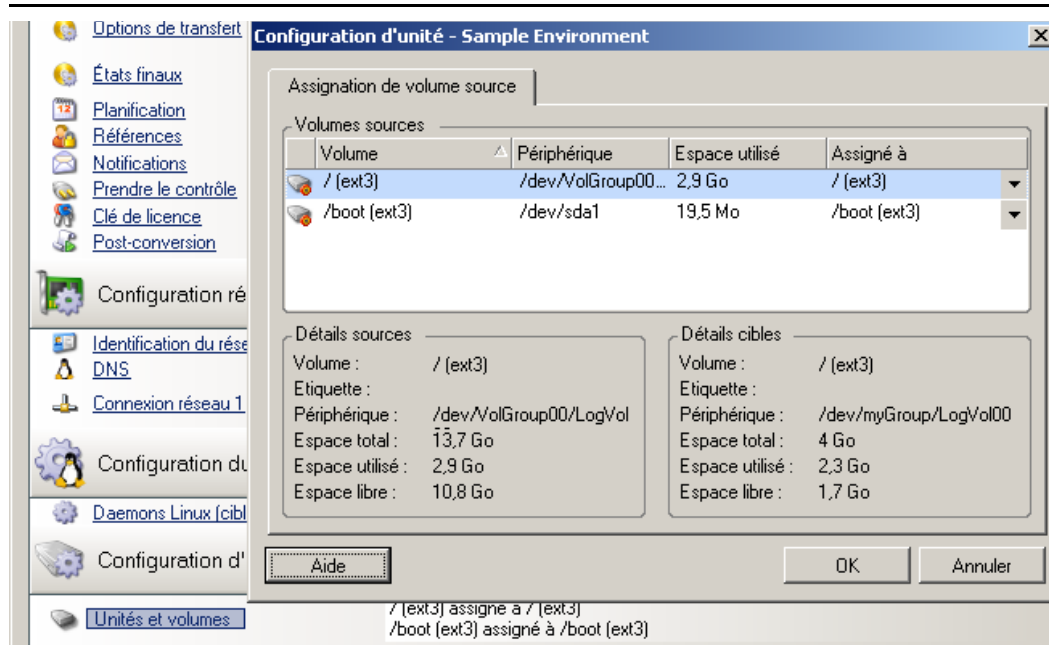 Options de transfert
États finaux
Planification
Références
Notifications
Prendre le contrôle
Clé de licence
Post-conversion
Configuration ré
Identification du rése
DNS
Connexion réseau 1
Configuration du
Daemons Linux (cibl
Configuration d'
Unités et volumes
Configuration d'unité - Sample Environment
Assignation de volume source
Volumes sources
Volume Périphérique Espace utilisé Assigné à
/ (ext3) /dev/VolGroup00... 2,9 Go / (ext3)
/boot (ext3) /dev/sda1 19,5 Mo /boot (ext3)
Détails sources
Volume : / (ext3)
Etiquette :
Périphérique : /dev/VolGroup00/LogVol
Espace total : 13,7 Go
Espace utilisé : 2,9 Go
Espace libre : 10,8 Go
Détails cibles
Volume : / (ext3)
Etiquette :
Périphérique : /dev/myGroup/LogVol00
Espace total : 4 Go
Espace utilisé : 2,3 Go
Espace libre : 1,7 Go
Aide OK Annuler
/ (ext3) assigné à / (ext3)
/boot (ext3) assigné à /boot (ext3)